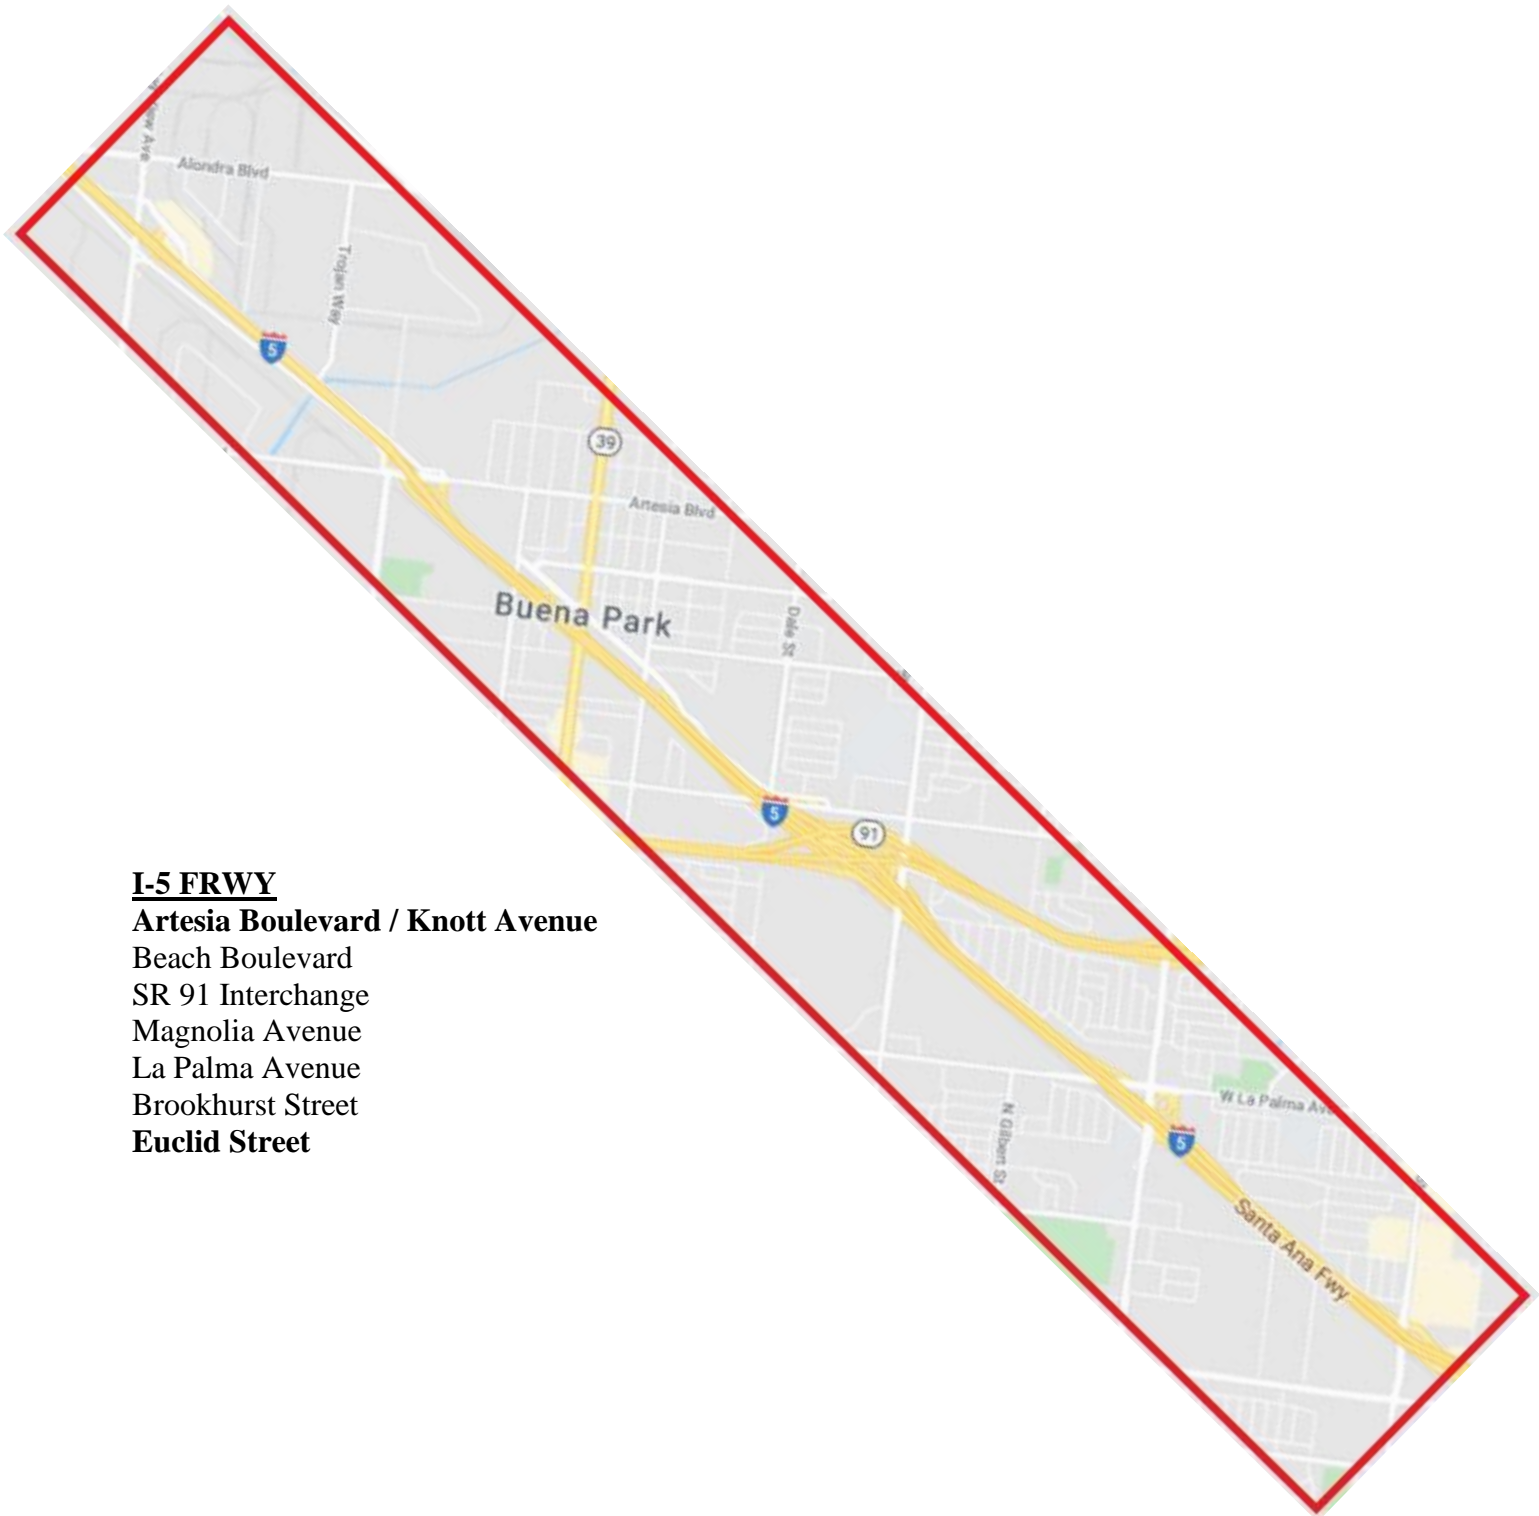 Alondra Blvd
Trojan Way
5
39
Artesia Blvd
Buena Park
Dale St
5
91
I-5 FRWY
Artesia Boulevard / Knott Avenue
Beach Boulevard
SR 91 Interchange
Magnolia Avenue
La Palma Avenue
Brookhurst Street
Euclid Street
W La Palma Ave
N Gilbert St
5
Santa Ana Fwy